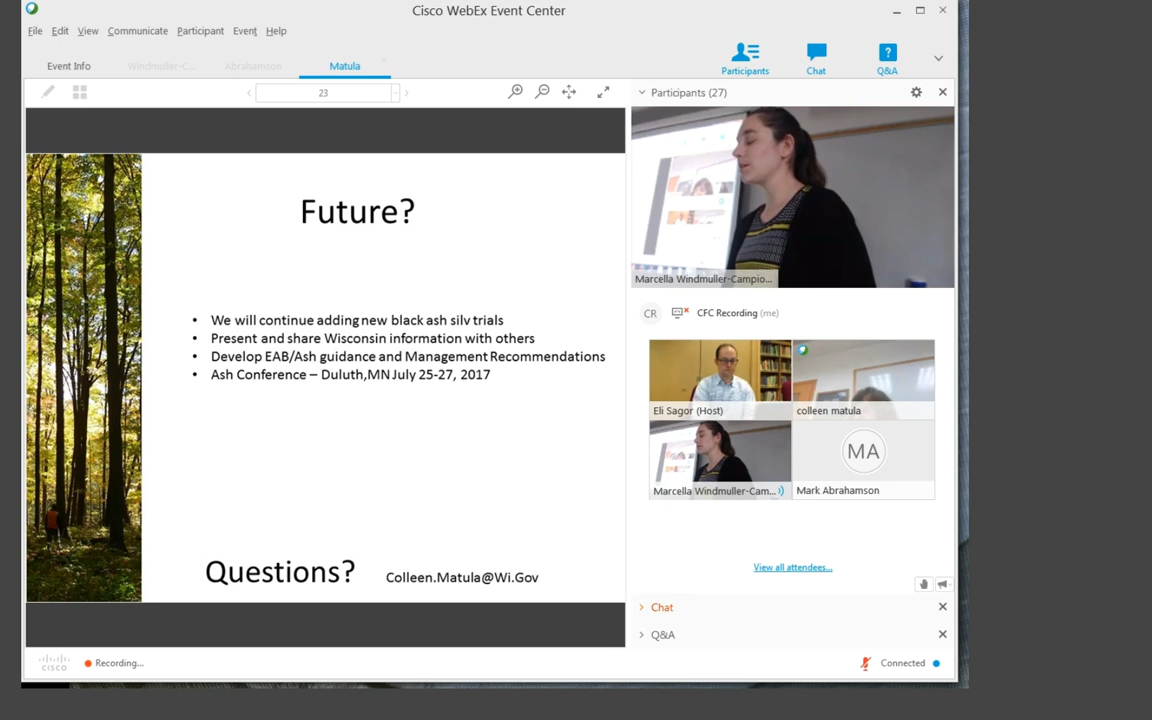 Cisco WebEx Event Center
File Edit View Communicate Participant Event Help
Event Info Windmuller-C... Abrahamson Matula
Participants Chat Q&A
23
Participants (27)
Future?
• We will continue adding new black ash silv trials
• Present and share Wisconsin information with others
• Develop EAB/Ash guidance and Management Recommendations
• Ash Conference – Duluth,MN July 25-27, 2017
Questions? Colleen.Matula@Wi.Gov
Marcella Windmuller-Campio...
CR CFC Recording (me)
Eli Sagor (Host)
colleen matula
Marcella Windmuller-Cam...
MA
Mark Abrahamson
View all attendees...
Chat
Q&A
cisco Recording...
Connected